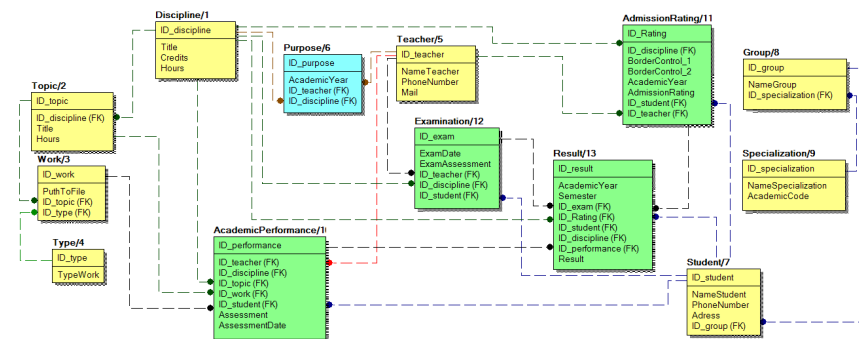 Discipline/1
ID_discipline
Title
Credits
Hours
Topic/2
ID_topic
ID_discipline (FK)
Title
Hours
Work/3
ID_work
PuthToFile
ID_topic (FK)
ID_type (FK)
Type/4
ID_type
TypeWork
Purpose/6
ID_purpose
AcademicYear
ID_teacher (FK)
ID_discipline (FK)
Teacher/5
ID_teacher
NameTeacher
PhoneNumber
Mail
Examination/12
ID_exam
ExamDate
ExamAssessment
ID_teacher (FK)
ID_discipline (FK)
ID_student (FK)
AcademicPerformance/1
ID_performance
ID_teacher (FK)
ID_discipline (FK)
ID_topic (FK)
ID_work (FK)
ID_student (FK)
Assessment
AssessmentDate
Result/13
ID_result
AcademicYear
Semester
ID_exam (FK)
ID_Rating (FK)
ID_student (FK)
ID_discipline (FK)
ID_performance (FK)
Result
AdmissionRating/11
ID_Rating
ID_discipline (FK)
BorderControl_1
BorderControl_2
AcademicYear
AdmissionRating
ID_student (FK)
ID_teacher (FK)
Group/8
ID_group
NameGroup
ID_specialization (FK)
Specialization/9
ID_specialization
NameSpecialization
AcademicCode
Student/7
ID_student
NameStudent
PhoneNumber
Adress
ID_group (FK)